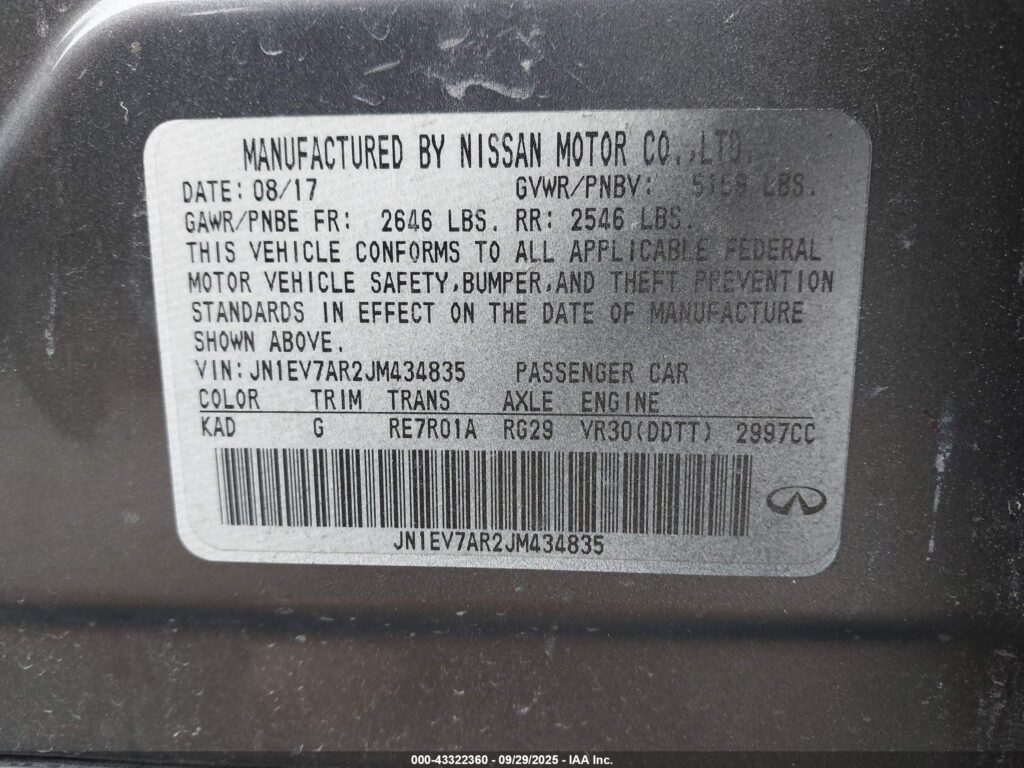 MANUFACTURED BY NISSAN MOTOR CO.,LTD.
DATE: 08/17 GVWR/PNBV: LBS.
GAWR/PNBE FR: 2646 LBS. RR: 2546 LBS.
THIS VEHICLE CONFORMS TO ALL APPLICABLE FEDERAL
MOTOR VEHICLE SAFETY,BUMPER,AND THEFT PREVENTION
STANDARDS IN EFFECT ON THE DATE OF MANUFACTURE
SHOWN ABOVE.
VIN:JN1EV7AR2JM434835 PASSENGER CAR
COLOR TRIM TRANS AXLE ENGINE
KAD G RE7R01A RG29 VR30(DDTT) 2997CC
JN1EV7AR2JM434835
000-43322360 - 09/29/2025 - IAA Inc.